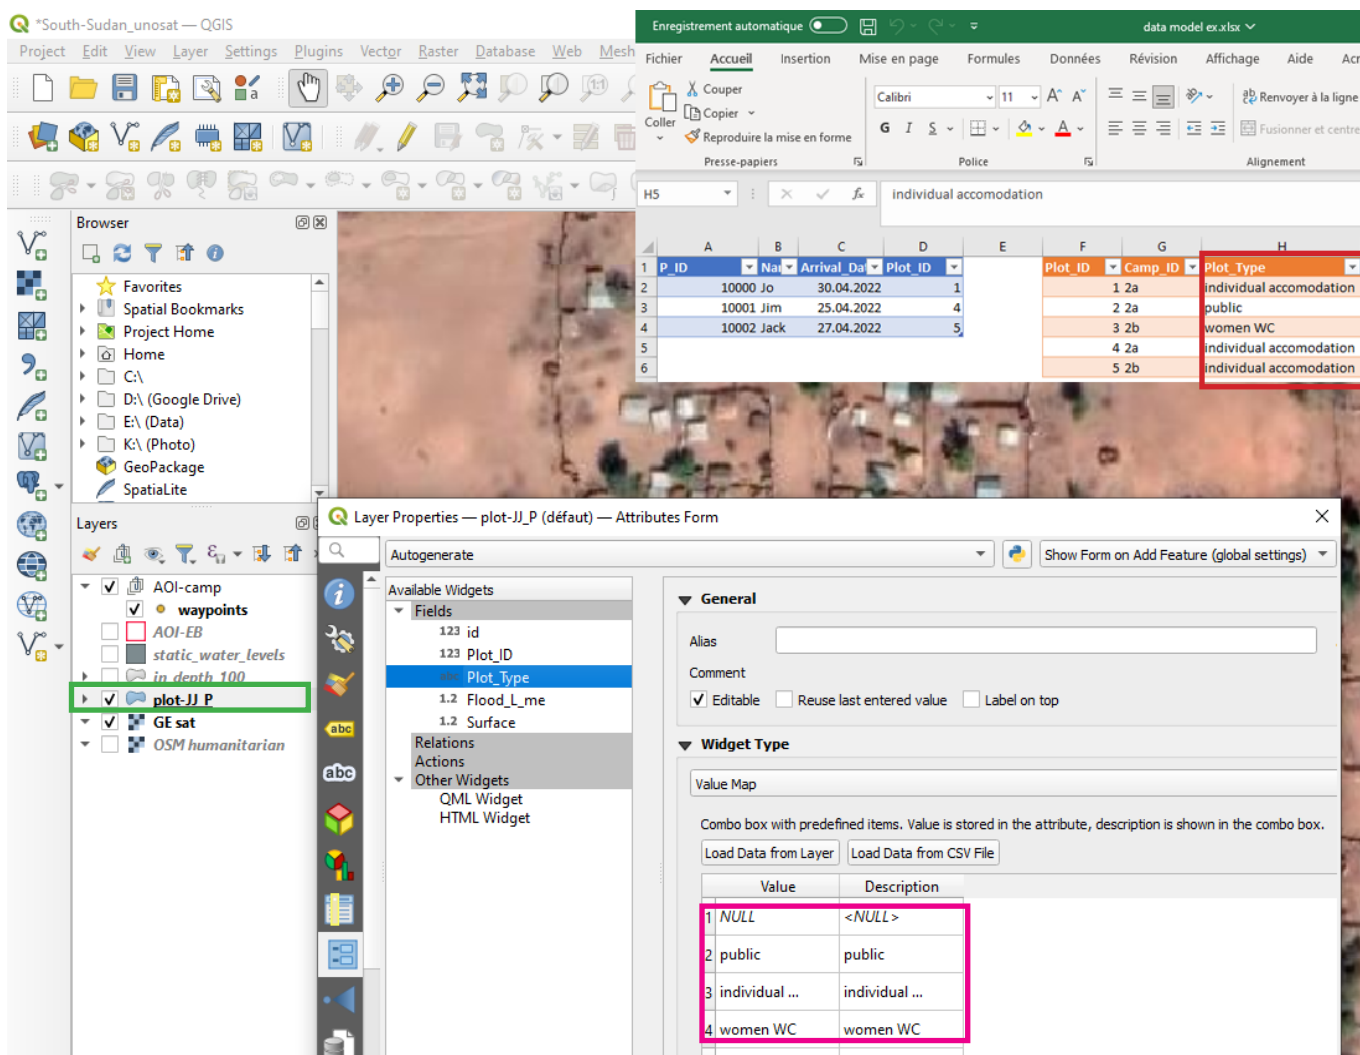 *South-Sudan_unosat — QGIS
Project Edit View Layer Settings Plugins Vector Raster Database Web Mesh
Enregistrement automatique data model ex.xlsx
Fichier Accueil Insertion Mise en page Formules Données Révision Affichage Aide Acr
Coller
Couper
Copier
Reproduire la mise en forme
Presse-papiers
Calibri 11
G I S
Police
Renvoyer à la ligne
Fusionner et centre
Alignement
H5 fx individual accomodation
A B C D E F G H
1 P_ID Nai Arrival_Dat Plot_ID Plot_ID Camp_ID Plot_Type
2 10000 Jo 30.04.2022 1 1 2a individual accomodation
3 10001 Jim 25.04.2022 4 2 2a public
4 10002 Jack 27.04.2022 5 3 2b women WC
5 4 2a individual accomodation
6 5 2b individual accomodation
Browser
Favorites
Spatial Bookmarks
Project Home
Home
C:\
D:\ (Google Drive)
E:\ (Data)
K:\ (Photo)
GeoPackage
SpatiaLite
Layers
AOI-camp
waypoints
AOI-EB
static_water_levels
in_depth_100
plot-JJ_P
GE sat
OSM humanitarian
Layer Properties — plot-JJ_P (défaut) — Attributes Form
Autogenerate
Show Form on Add Feature (global settings)
abc
abc
Available Widgets
Fields
123 id
123 Plot_ID
abc Plot_Type
1.2 Flood_L_me
1.2 Surface
Relations
Actions
Other Widgets
QML Widget
HTML Widget
General
Alias
Comment
Editable Reuse last entered value Label on top
Widget Type
Value Map
Combo box with predefined items. Value is stored in the attribute, description is shown in the combo box.
Load Data from Layer Load Data from CSV File
Value Description
1 NULL <NULL>
2 public public
3 individual ... individual ...
4 women WC women WC